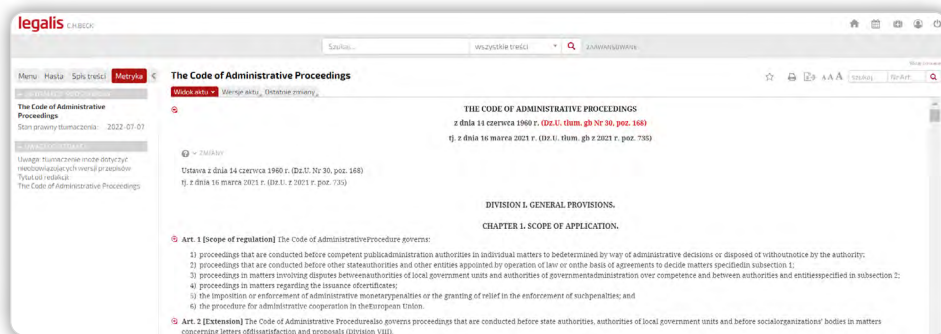 legalis C.H.BECK
Szukaj... wszystkie treści ZAAWANSOWANE
Menu Hasła Spis treści Metryka
The Code of Administrative Proceedings
Szukaj Nr Art.
The Code of Administrative
Proceedings
Stan prawny tłumaczenia: 2022-07-07
Uwaga: tłumaczenie może dotyczyć
nieobowiązujących wersji przepisów
Tytuł od redakcji:
The Code of Administrative Proceedings
Widok aktu Wersje aktu Ostatnie zmiany
THE CODE OF ADMINISTRATIVE PROCEEDINGS
z dnia 14 czerwca 1960 r. (Dz.U. tłum. gb Nr 30, poz. 168)
tj. z dnia 16 marca 2021 r. (Dz.U. tłum. gb z 2021 r. poz. 735)
Ustawa z dnia 14 czerwca 1960 r. (Dz.U. Nr 30, poz. 168)
tj. z dnia 16 marca 2021 r. (Dz.U. z 2021 r. poz. 735)
DIVISION I. GENERAL PROVISIONS.
CHAPTER 1. SCOPE OF APPLICATION.
Art. 1 [Scope of regulation] The Code of AdministrativeProcedure governs:
1) proceedings that are conducted before competent publicadministration authorities in individual matters to bedetermined by way of administrative decisions or disposed of withoutnotice by the authority;
2) proceedings that are conducted before other stateauthorities and other entities appointed by operation of law or onthe basis of agreements to decide matters specifiedin subsection 1;
3) proceedings in matters involving disputes betweenauthorities of local government units and authorities of governmentadministration over competence and between authorities and entitiesspecified in subsection 2;
4) proceedings in matters regarding the issuance ofcertificates;
5) the imposition or enforcement of administrative monetarypenalties or the granting of relief in the enforcement of suchpenalties; and
6) the procedure for administrative cooperation in theEuropean Union.
Art. 2 [Extension] The Code of Administrative Procedurealso governs proceedings that are conducted before state authorities, authorities of local government units and before socialorganizations' bodies in matters
concerning letters ofdissatisfaction and proposals (Division VIII).